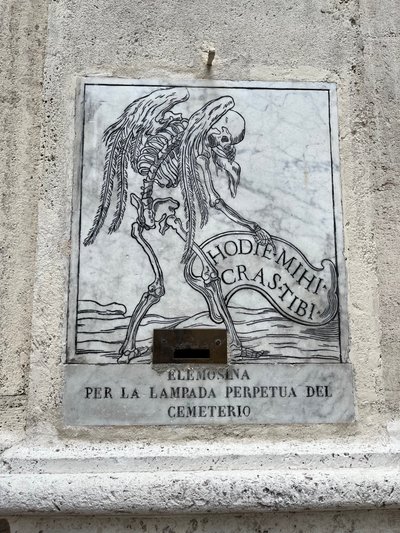 HODIE·MIHI·
CRAS·TIBI·
ELEMOSINA
PER LA LAMPADA PERPETUA DEL
CEMETERIO